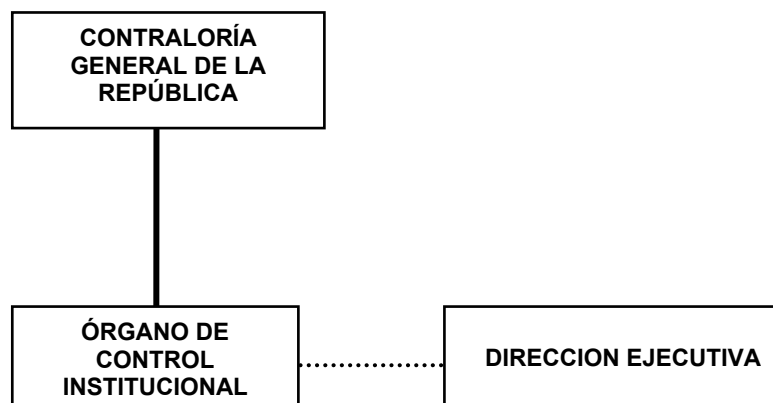 CONTRALORÍA
GENERAL DE LA
REPÚBLICA
ÓRGANO DE
CONTROL
INSTITUCIONAL
DIRECCION EJECUTIVA